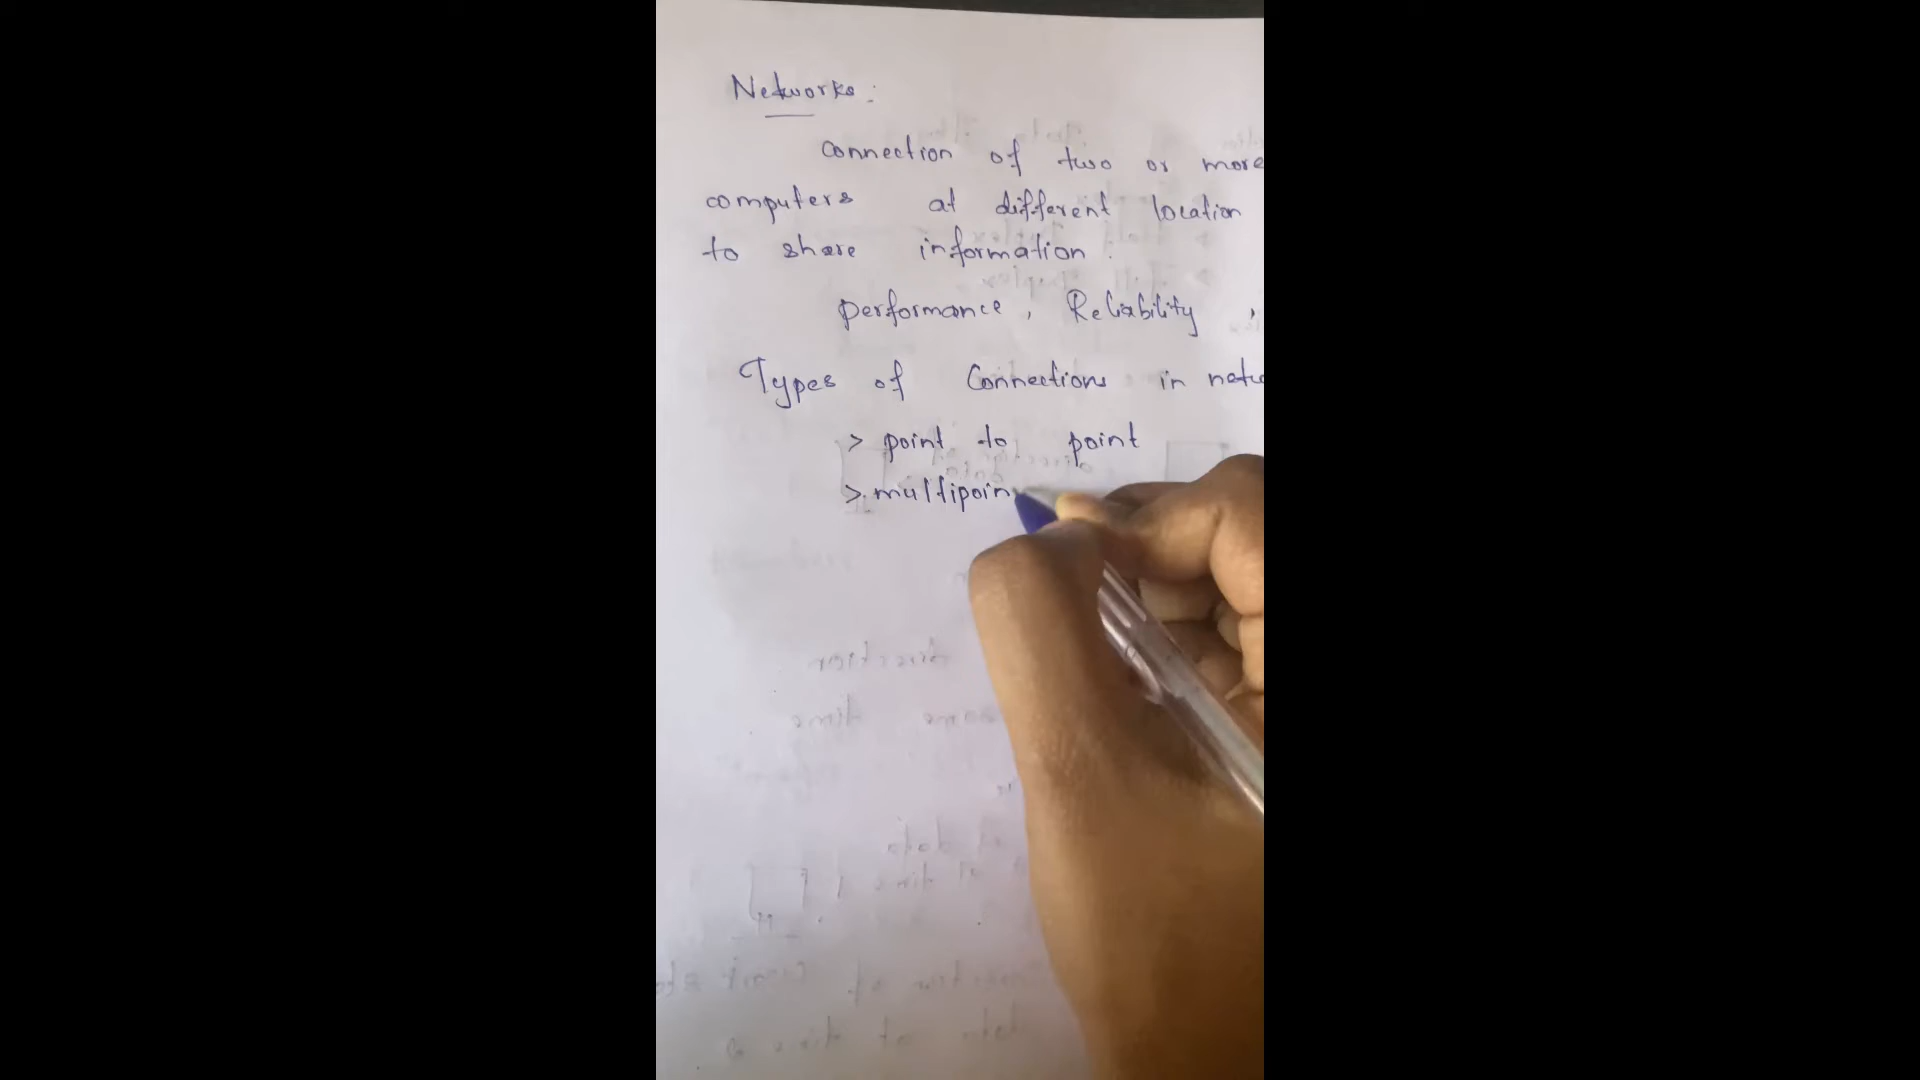 Networks:
Connection of two or more
computers at different location
to share information.
performance, Reliability,
Types of Connections in
> point to point
> multipoin